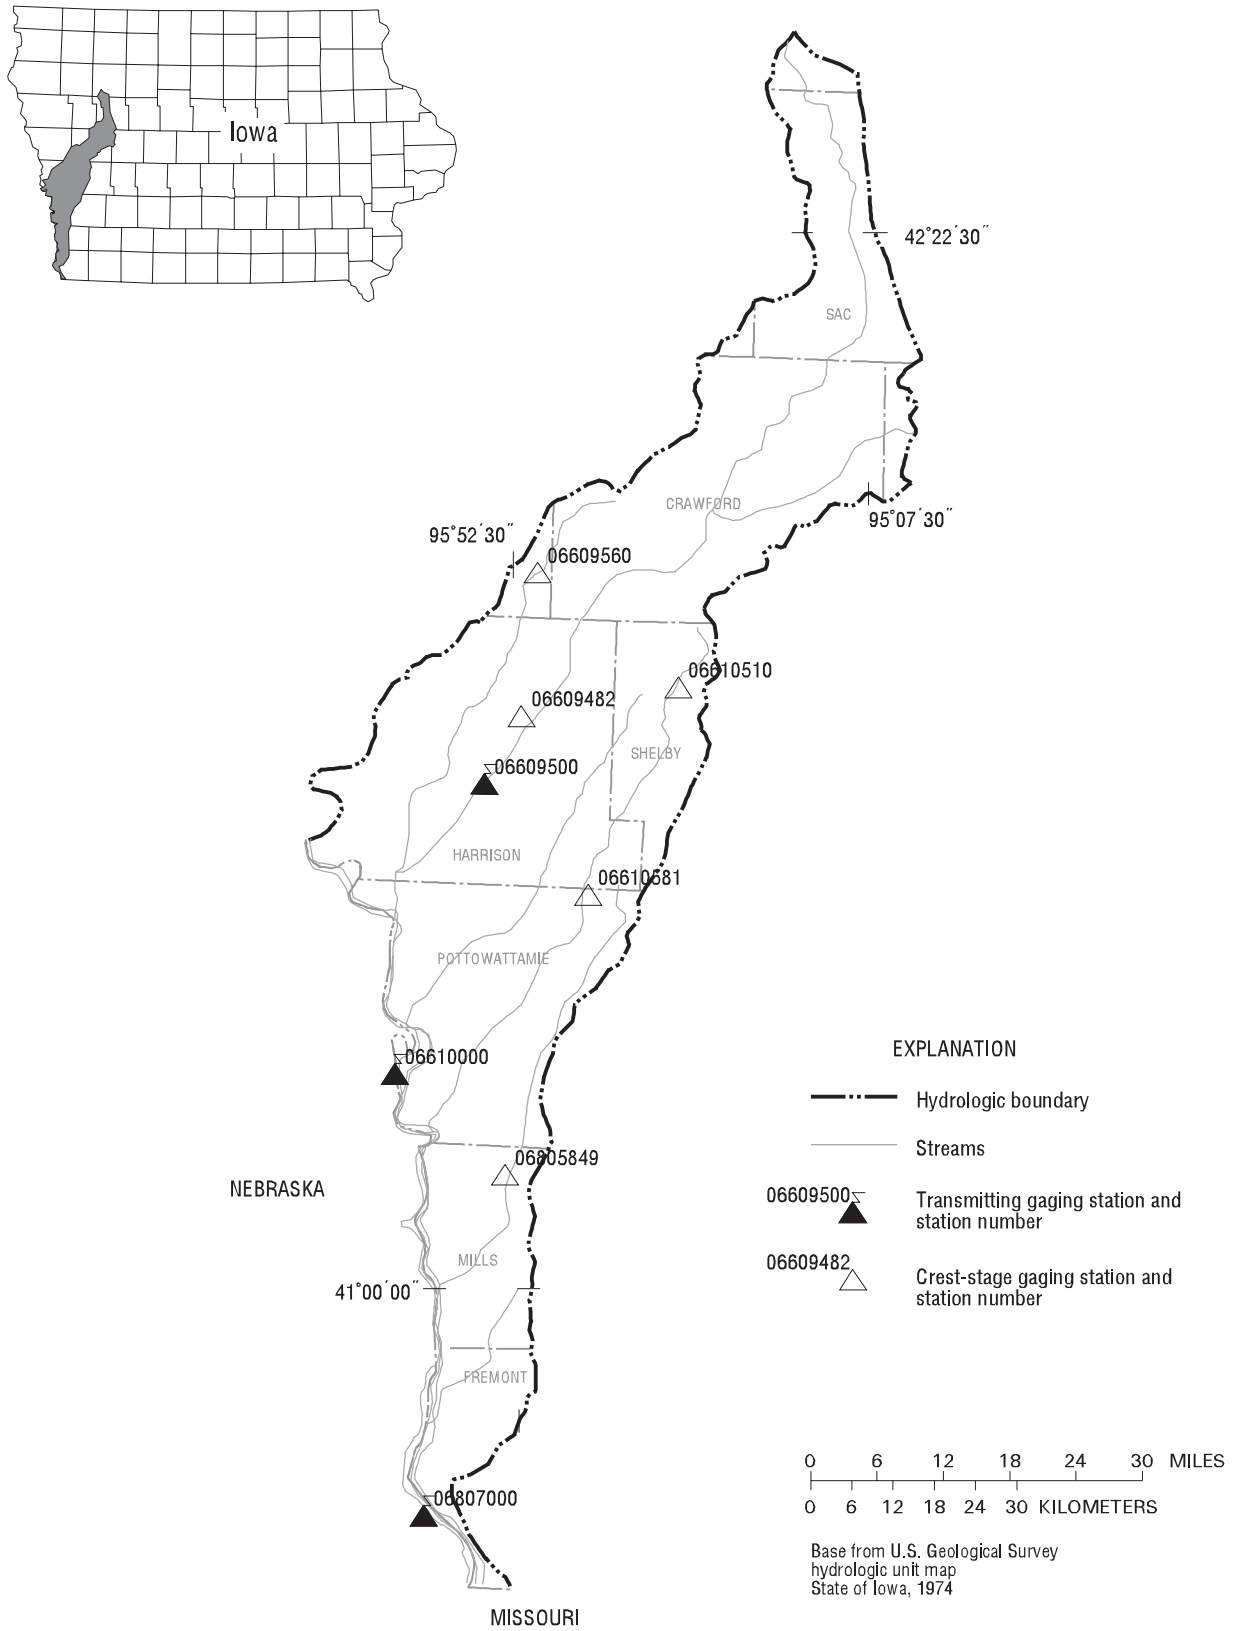 Iowa
42°22′30″
SAC
CRAWFORD
95°07′30″
95°52′30″
06609560
06610510
06609482
SHELBY
06609500
HARRISON
06610681
POTTOWATTAMIE
06610000
06805849
NEBRASKA
MILLS
41°00′00″
FREMONT
06807000
MISSOURI
EXPLANATION
Hydrologic boundary
Streams
06609500
Transmitting gaging station and
station number
06609482
Crest-stage gaging station and
station number
0 6 12 18 24 30 MILES
0 6 12 18 24 30 KILOMETERS
Base from U.S. Geological Survey
hydrologic unit map
State of Iowa, 1974